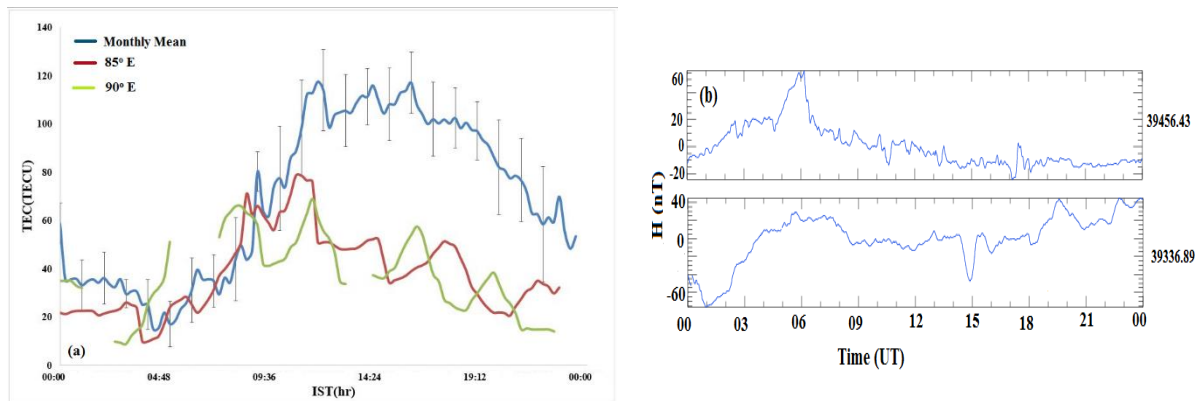 140
120
100
80
60
40
20
0
TEC(TECU)
Monthly Mean
85° E
90° E
(a)
00:00 04:48 09:36 14:24 19:12 00:00
IST(hr)
(b)
60
20
0
-20
39456.43
H (nT)
40
0
-60
39336.89
00 03 06 09 12 15 18 21 00
Time (UT)